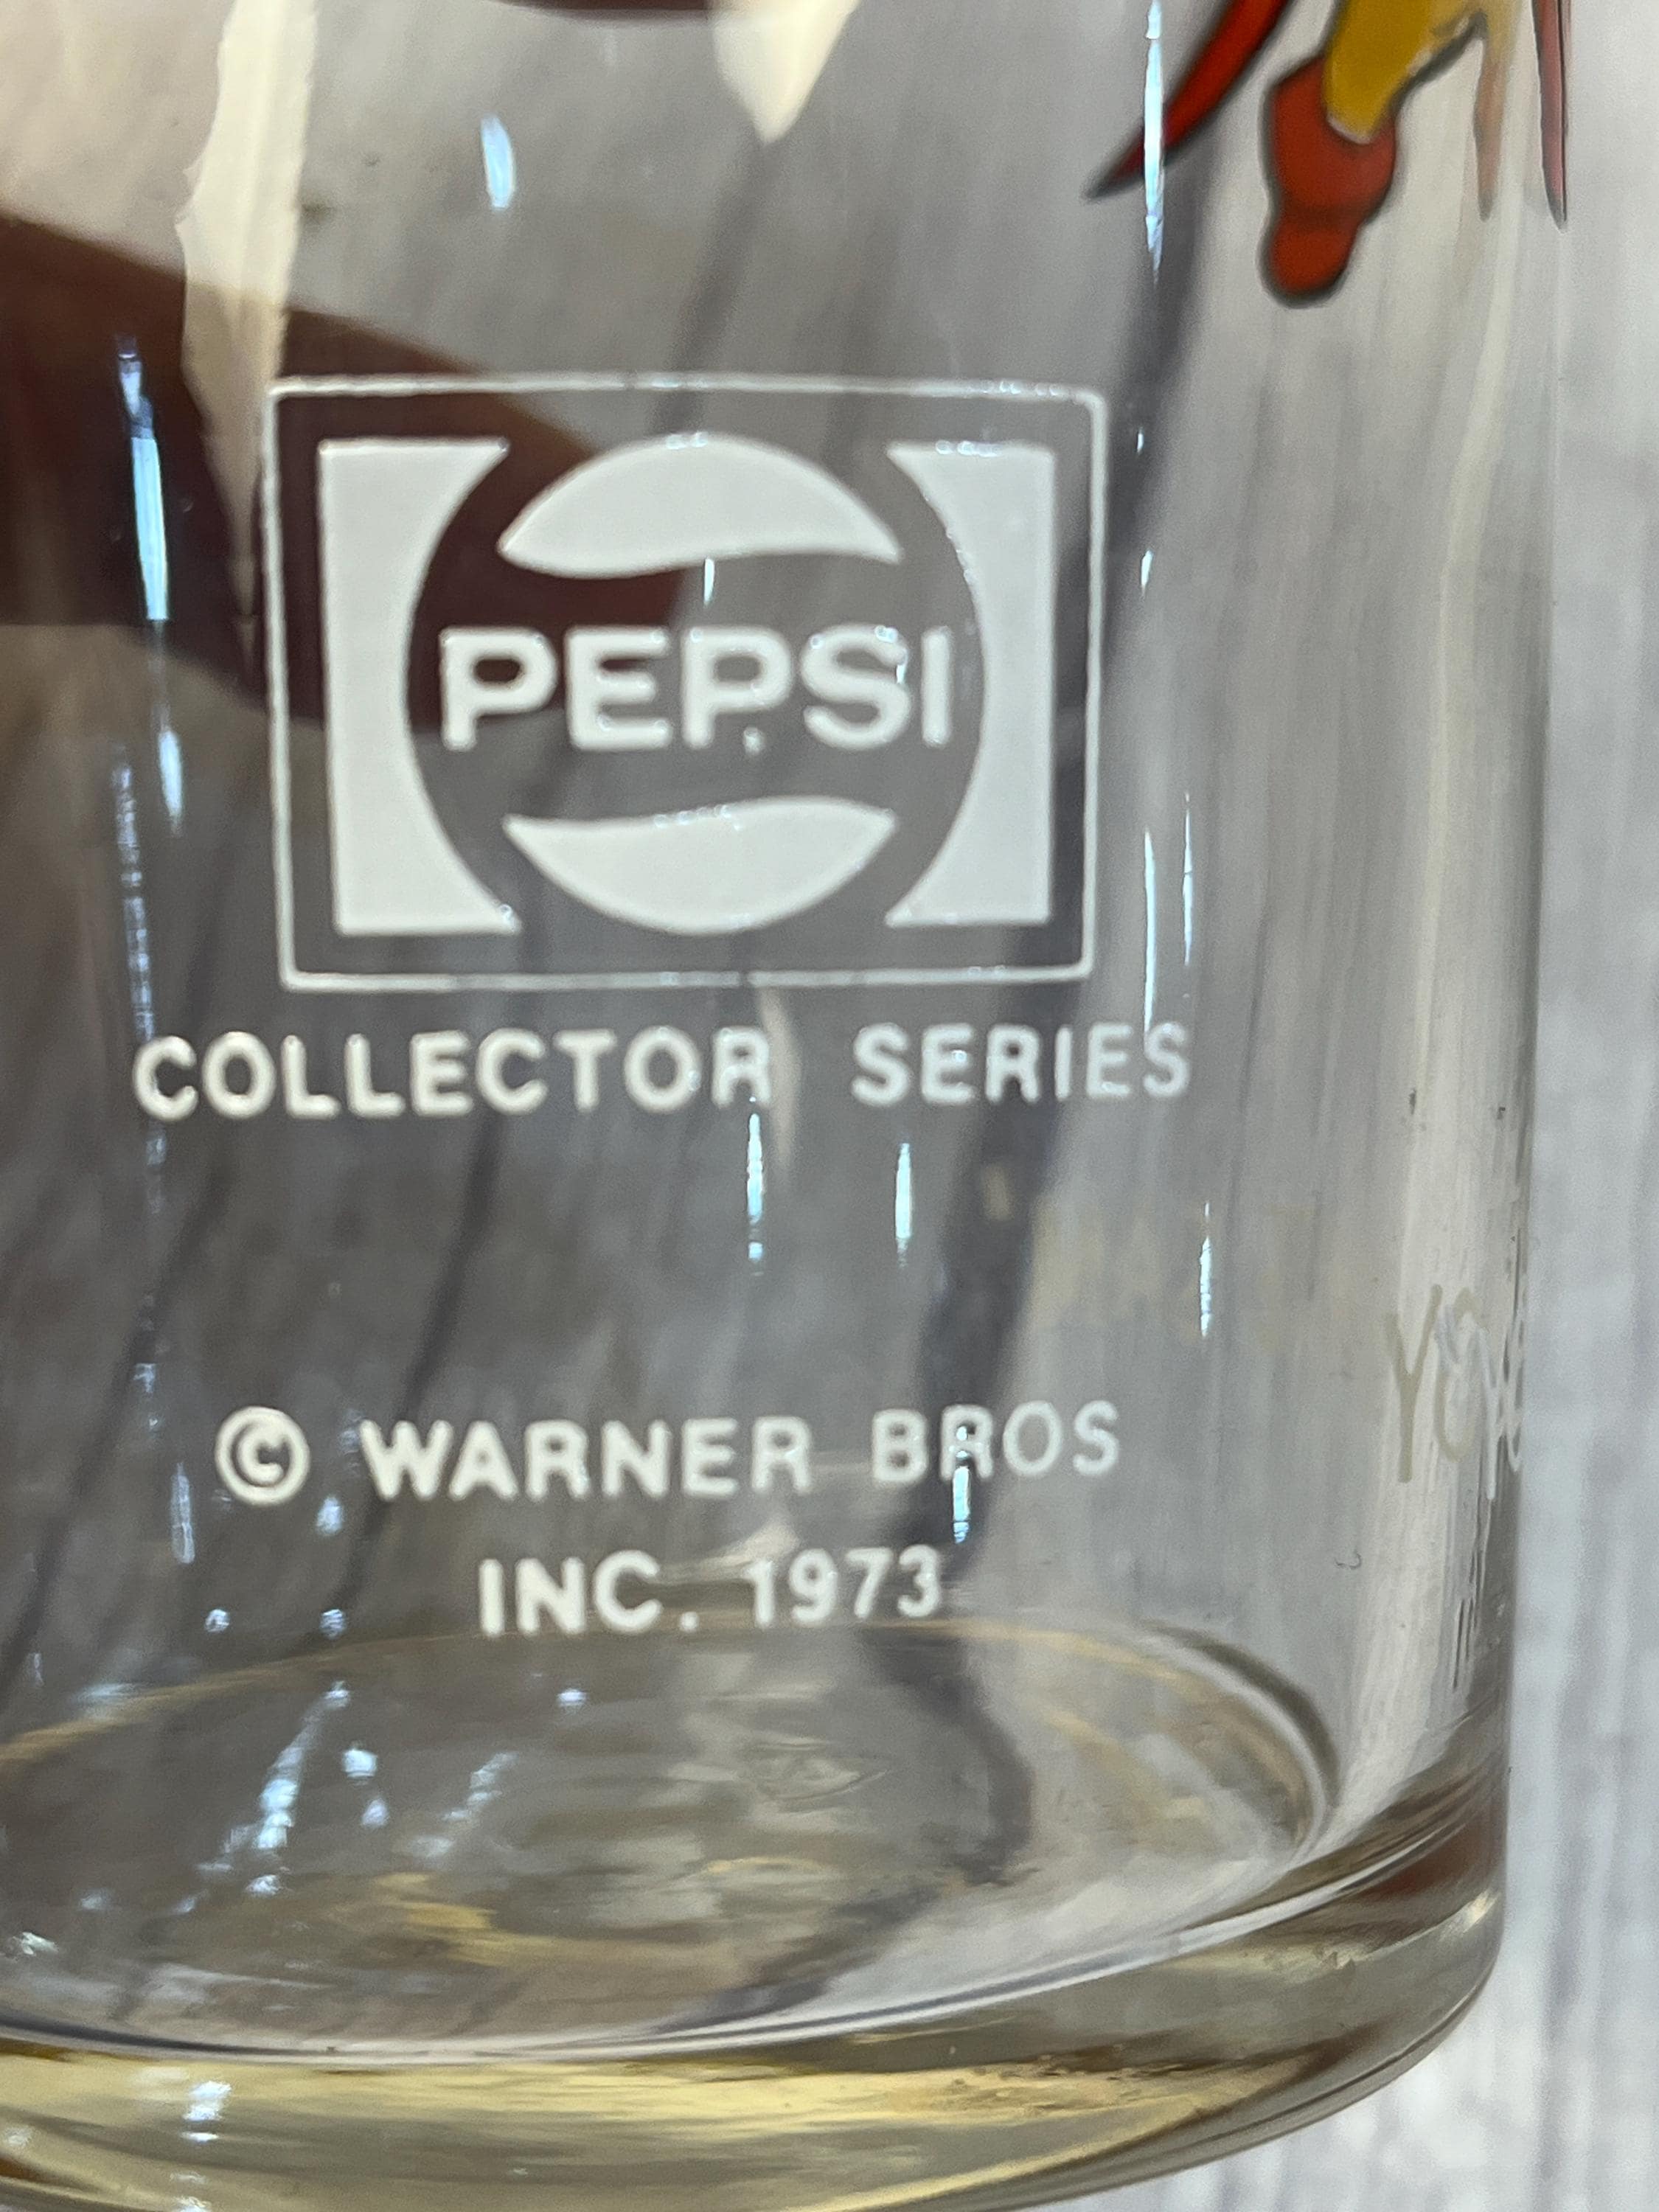 PEPSI
COLLECTOR SERIES
© WARNER BROS
INC. 1973